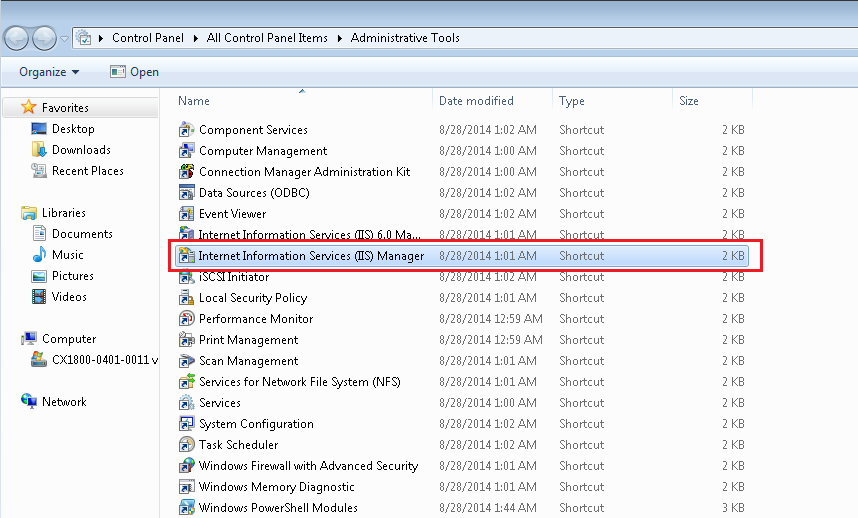 Control Panel ▸ All Control Panel Items ▸ Administrative Tools
Organize ▾ Open
Name Date modified Type Size
Favorites
Desktop
Downloads
Recent Places
Libraries
Documents
Music
Pictures
Videos
Computer
CX1800-0401-0011 v
Network
Component Services 8/28/2014 1:02 AM Shortcut 2 KB
Computer Management 8/28/2014 1:00 AM Shortcut 2 KB
Connection Manager Administration Kit 8/28/2014 1:02 AM Shortcut 2 KB
Data Sources (ODBC) 8/28/2014 1:02 AM Shortcut 2 KB
Event Viewer 8/28/2014 1:02 AM Shortcut 2 KB
Internet Information Services (IIS) 6.0 Ma... 8/28/2014 1:01 AM Shortcut 2 KB
Internet Information Services (IIS) Manager 8/28/2014 1:01 AM Shortcut 2 KB
iSCSI Initiator 8/28/2014 1:02 AM Shortcut 2 KB
Local Security Policy 8/28/2014 1:01 AM Shortcut 2 KB
Performance Monitor 8/28/2014 12:59 AM Shortcut 2 KB
Print Management 8/28/2014 12:59 AM Shortcut 2 KB
Scan Management 8/28/2014 1:01 AM Shortcut 2 KB
Services for Network File System (NFS) 8/28/2014 1:01 AM Shortcut 2 KB
Services 8/28/2014 1:00 AM Shortcut 2 KB
System Configuration 8/28/2014 1:02 AM Shortcut 2 KB
Task Scheduler 8/28/2014 1:02 AM Shortcut 2 KB
Windows Firewall with Advanced Security 8/28/2014 1:01 AM Shortcut 2 KB
Windows Memory Diagnostic 8/28/2014 1:01 AM Shortcut 2 KB
Windows PowerShell Modules 8/28/2014 1:44 AM Shortcut 3 KB